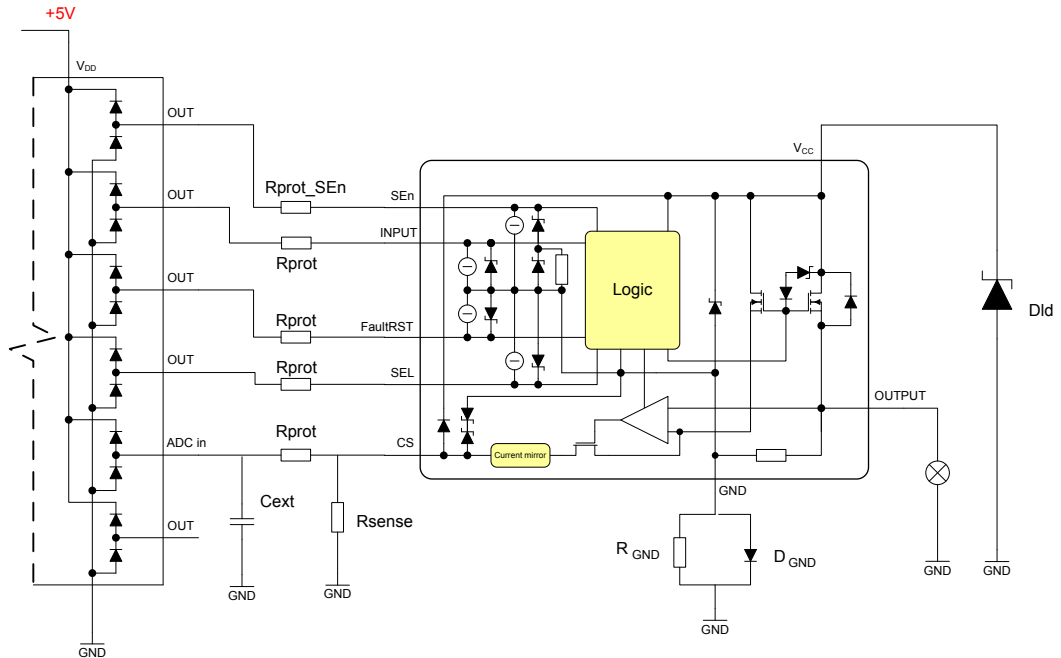 +5V
VDD
OUT
VCC
Rprot_SEn
SEn
OUT
INPUT
Rprot
Logic
OUT
Dld
Rprot
FaultRST
OUT
Rprot
SEL
OUTPUT
Rprot
ADC in
CS
Current mirror
GND
Cext
Rsense
OUT
R GND
D GND
GND
GND
GND
GND
GND
GND